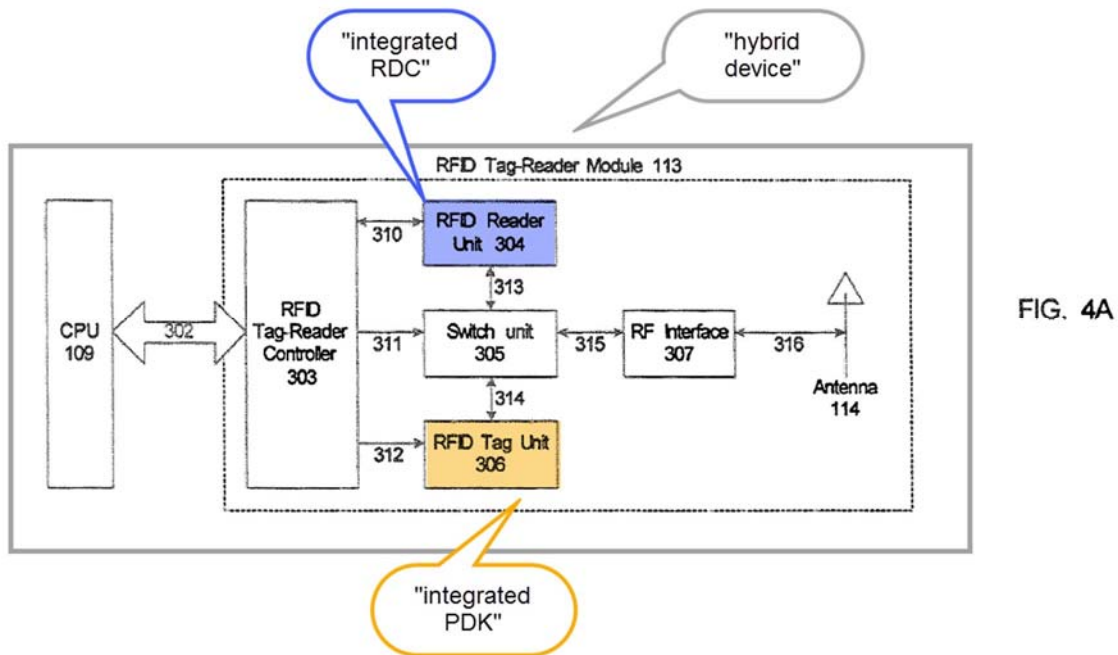 "integrated
RDC"
"hybrid
device"
RFID Tag-Reader Module 113
RFID Reader
Unit 304
310
313
CPU
109
302
RFID
Tag-Reader
Controller
303
311
Switch unit
305
315
RF Interface
307
316
Antenna
114
FIG. 4A
314
312
RFID Tag Unit
306
"integrated
PDK"